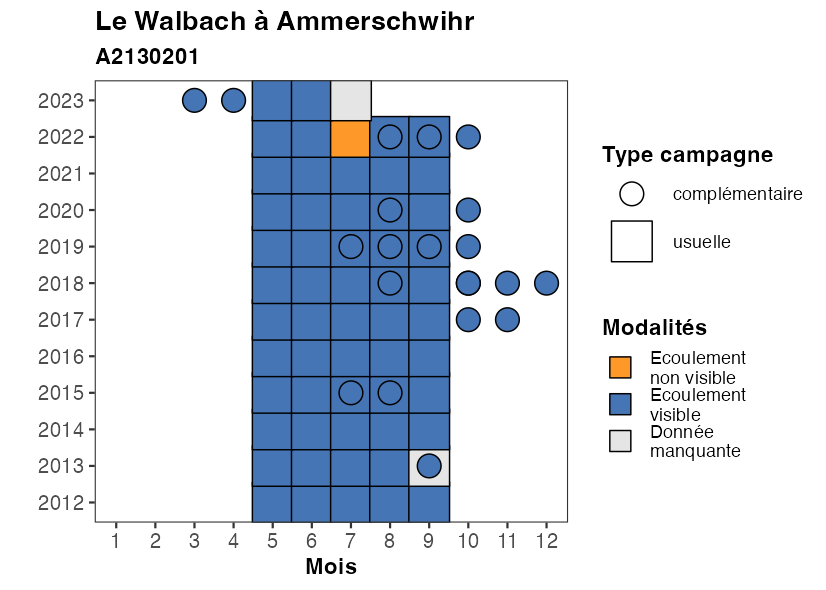 Le Walbach à Ammerschwihr
A2130201
2023
2022
2021
2020
2019
2018
2017
2016
2015
2014
2013
2012
1 2 3 4 5 6 7 8 9 10 11 12
Mois
Type campagne
complémentaire
usuelle
Modalités
Ecoulement
non visible
Ecoulement
visible
Donnée
manquante